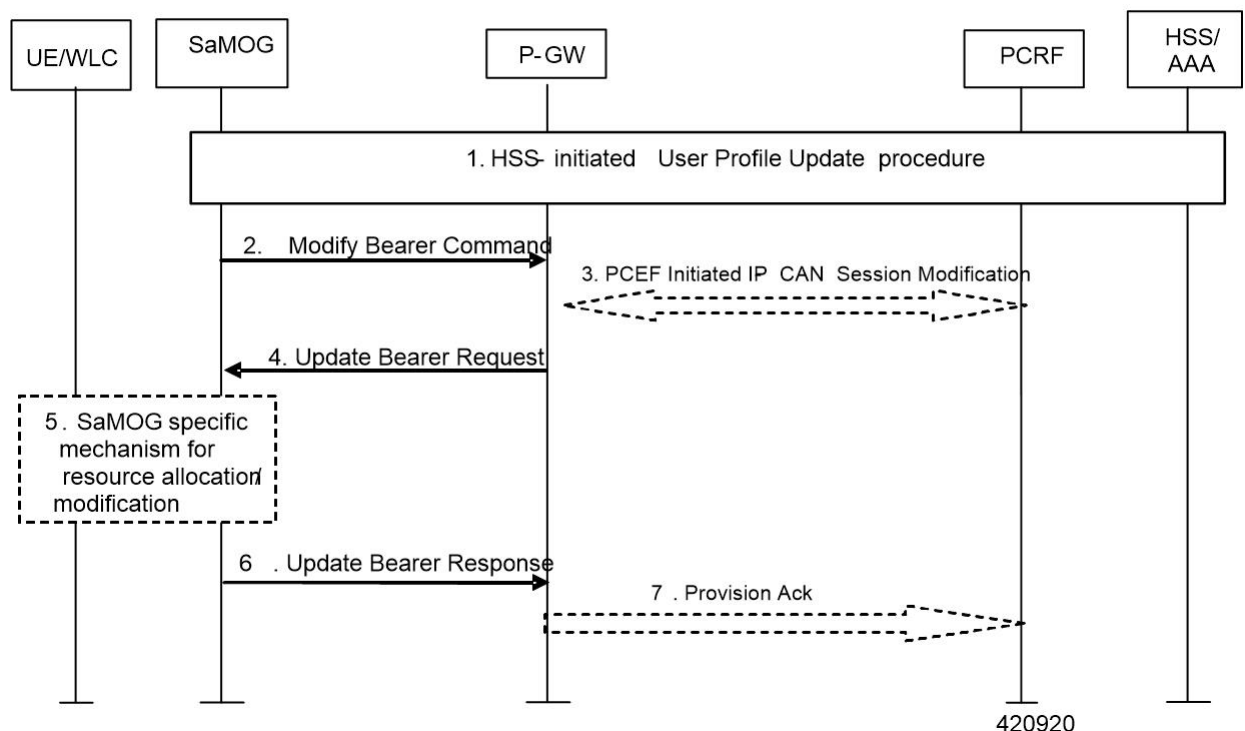 UE/WLC
SaMOG
P-GW
PCRF
HSS/
AAA
1. HSS- initiated User Profile Update procedure
2. Modify Bearer Command
3. PCEF Initiated IP CAN Session Modification
4. Update Bearer Request
5. SaMOG specific
mechanism for
resource allocation/
modification
6 . Update Bearer Response
7 . Provision Ack
420920